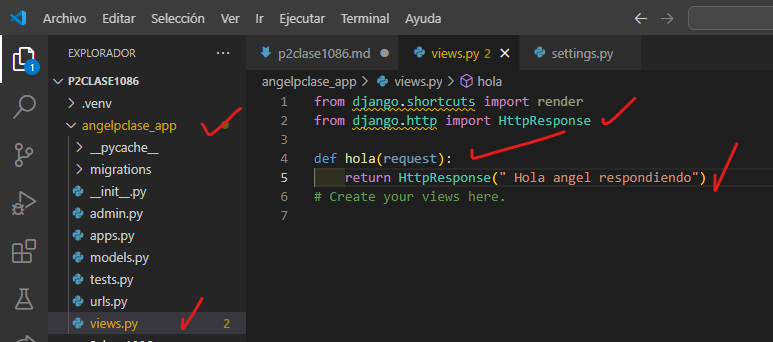 Archivo Editar Selección Ver Ir Ejecutar Terminal Ayuda
EXPLORADOR ...
P2CLASE1086
.venv
angelpclase_app
__pycache__
migrations
__init__.py
admin.py
apps.py
models.py
tests.py
urls.py
views.py 2
1
p2clase1086.md views.py 2 settings.py
angelpclase_app > views.py > hola
1 from django.shortcuts import render
2 from django.http import HttpResponse
3
4 def hola(request):
5 return HttpResponse(" Hola angel respondiendo")
6 # Create your views here.
7